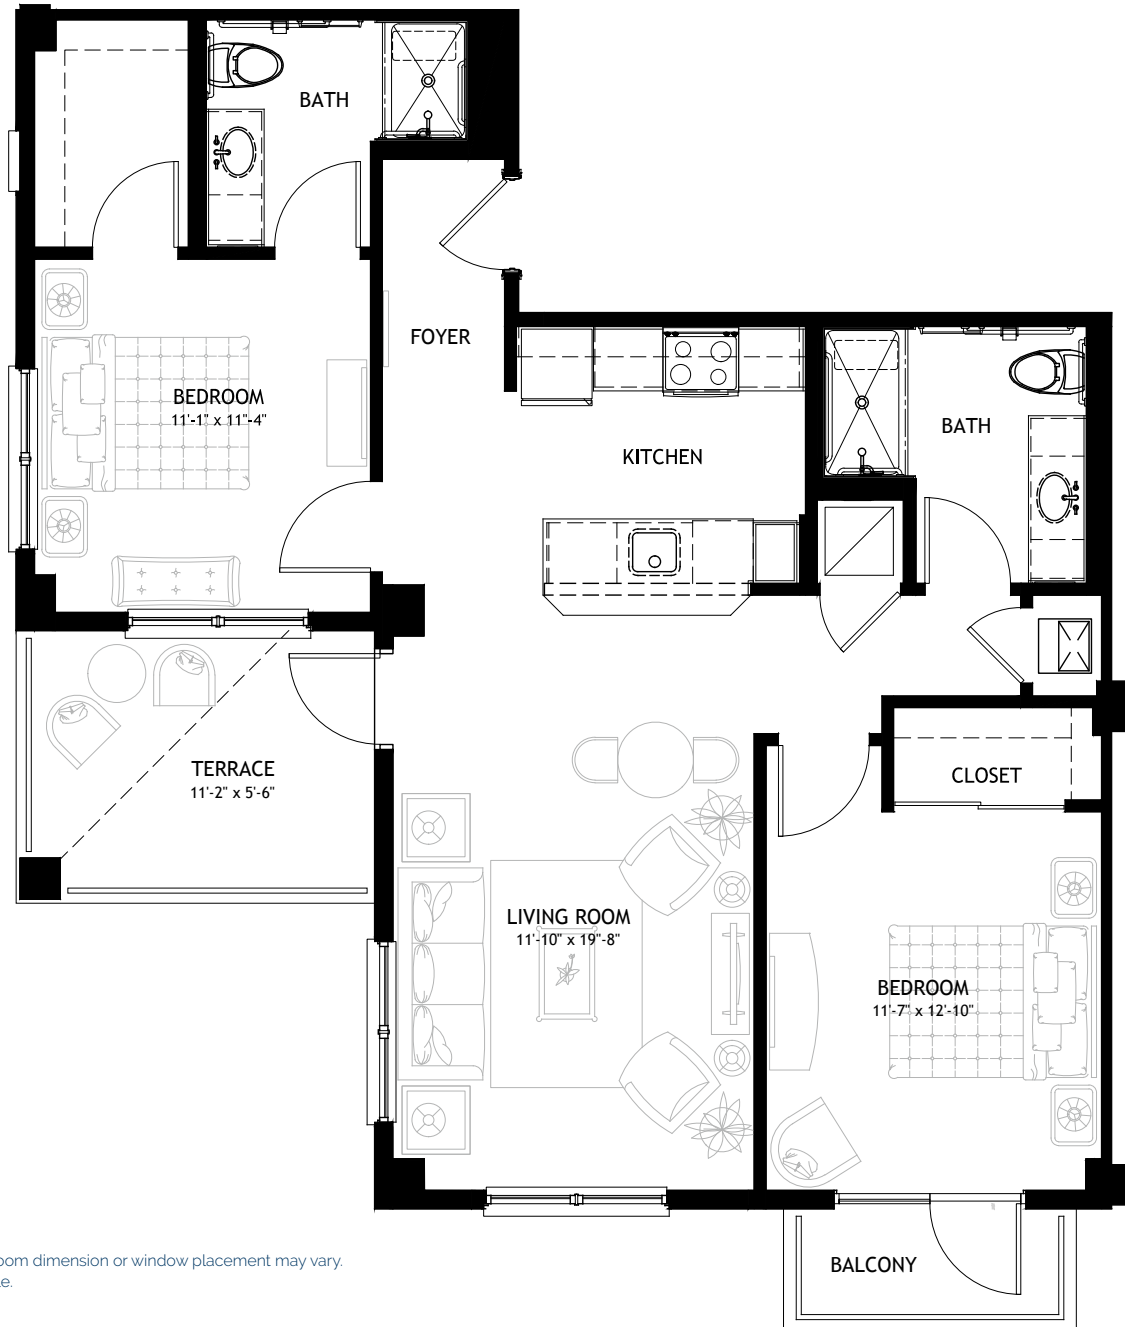 BATH
FOYER
BEDROOM
11'-1" x 11"-4"
KITCHEN
BATH
TERRACE
11'-2" x 5'-6"
CLOSET
LIVING ROOM
11'-10" x 19"-8"
BEDROOM
11'-7" x 12'-10"
BALCONY
dimension or window placement may vary.